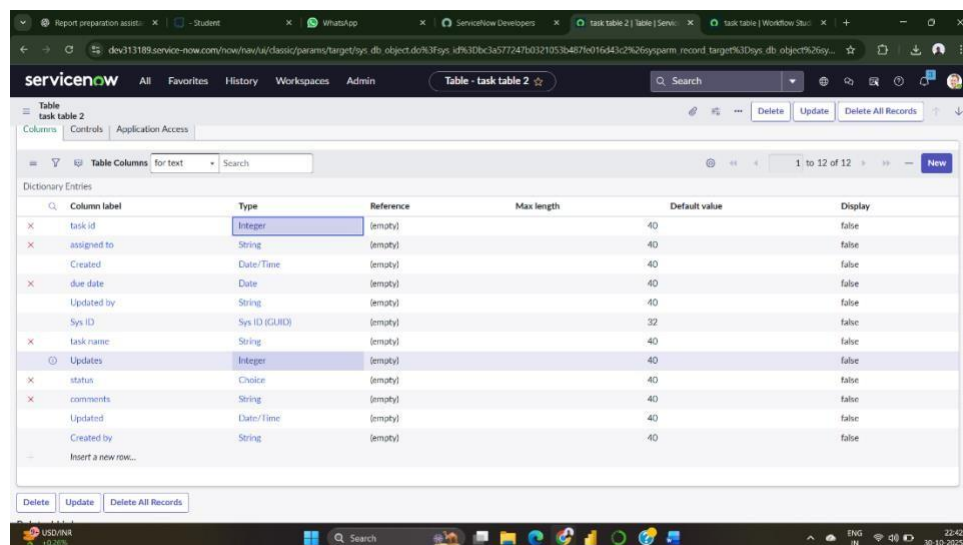 Report preparation assista
- Student
WhatsApp
ServiceNow Developers
task table 2 | Table | Servic
task table | Workflow Stud
dev313189.service-now.com/now/nav/ui/classic/params/target/sys_db_object.do%3Fsys_id%3Dbc3a577247b0321053b487fe016d43c2%26sysparm_record_target%3Dsys_db_object%26sy...
servicenow All Favorites History Workspaces Admin
Table - task table 2
Search
Table
task table 2
Delete Update Delete All Records
Columns Controls Application Access
Table Columns for text Search 1 to 12 of 12 New
Dictionary Entries
Column label Type Reference Max length Default value Display
task id Integer (empty) 40 false
assigned to String (empty) 40 false
Created Date/Time (empty) 40 false
due date Date (empty) 40 false
Updated by String (empty) 40 false
Sys ID Sys ID (GUID) (empty) 32 false
task name String (empty) 40 false
Updates Integer (empty) 40 false
status Choice (empty) 40 false
comments String (empty) 40 false
Updated Date/Time (empty) 40 false
Created by String (empty) 40 false
Insert a new row...
Delete Update Delete All Records
USD/INR
+0.26%
Search
ENG
IN
22:42
30-10-2025